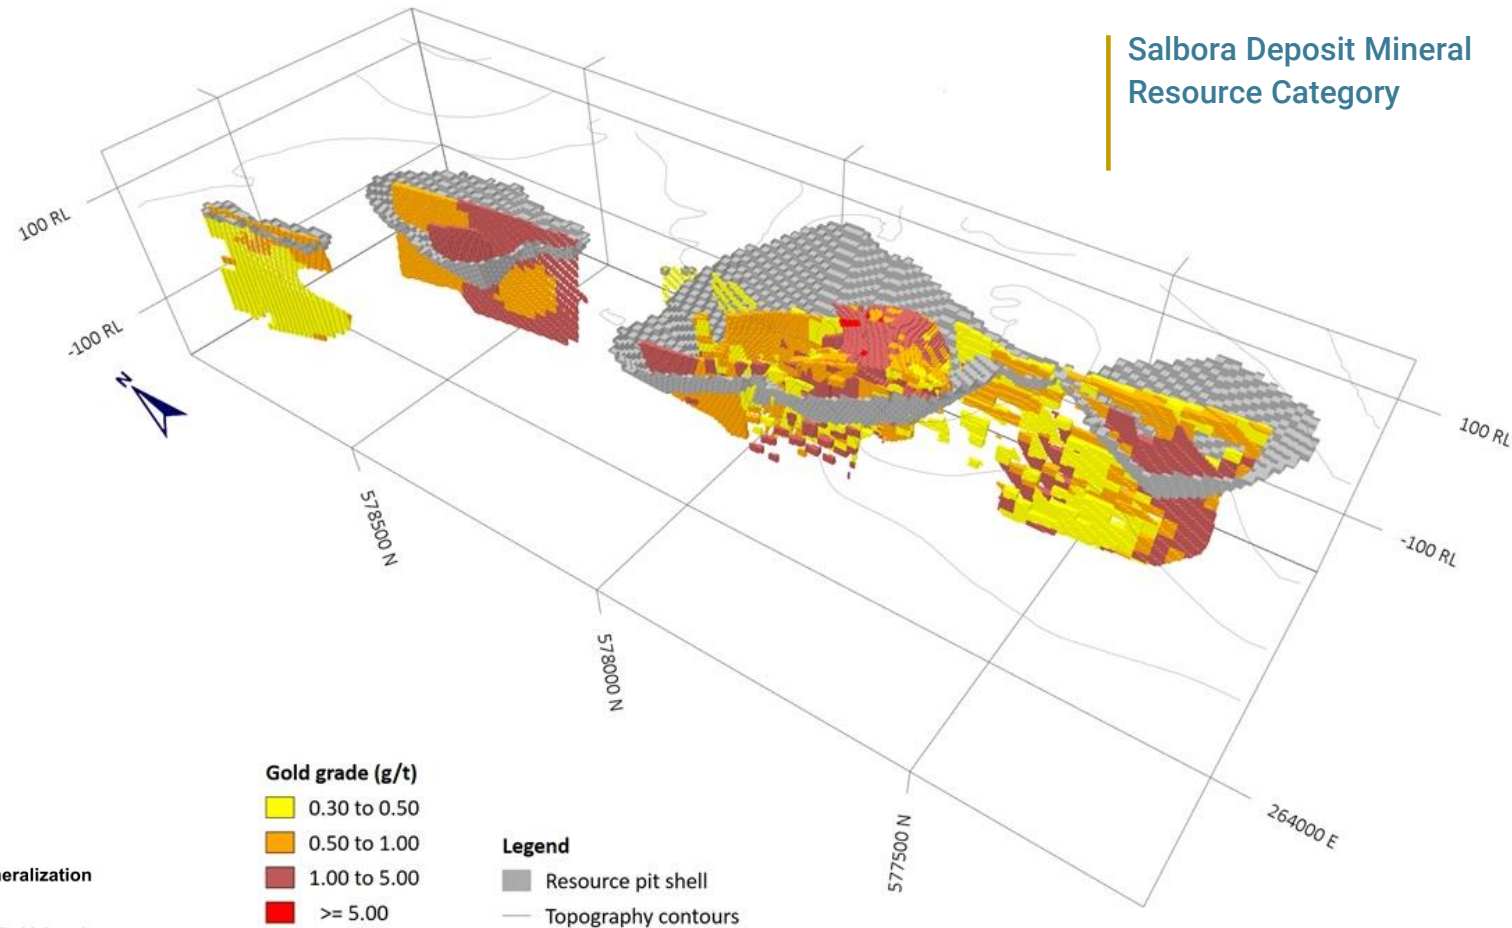 Salbora Deposit Mineral
Resource Category
100 RL
-100 RL
N
578500 N
578000 N
577500 N
264000 E
100 RL
-100 RL
Gold grade (g/t)
0.30 to 0.50
0.50 to 1.00
1.00 to 5.00
>= 5.00
Legend
Resource pit shell
Topography contours
eralization